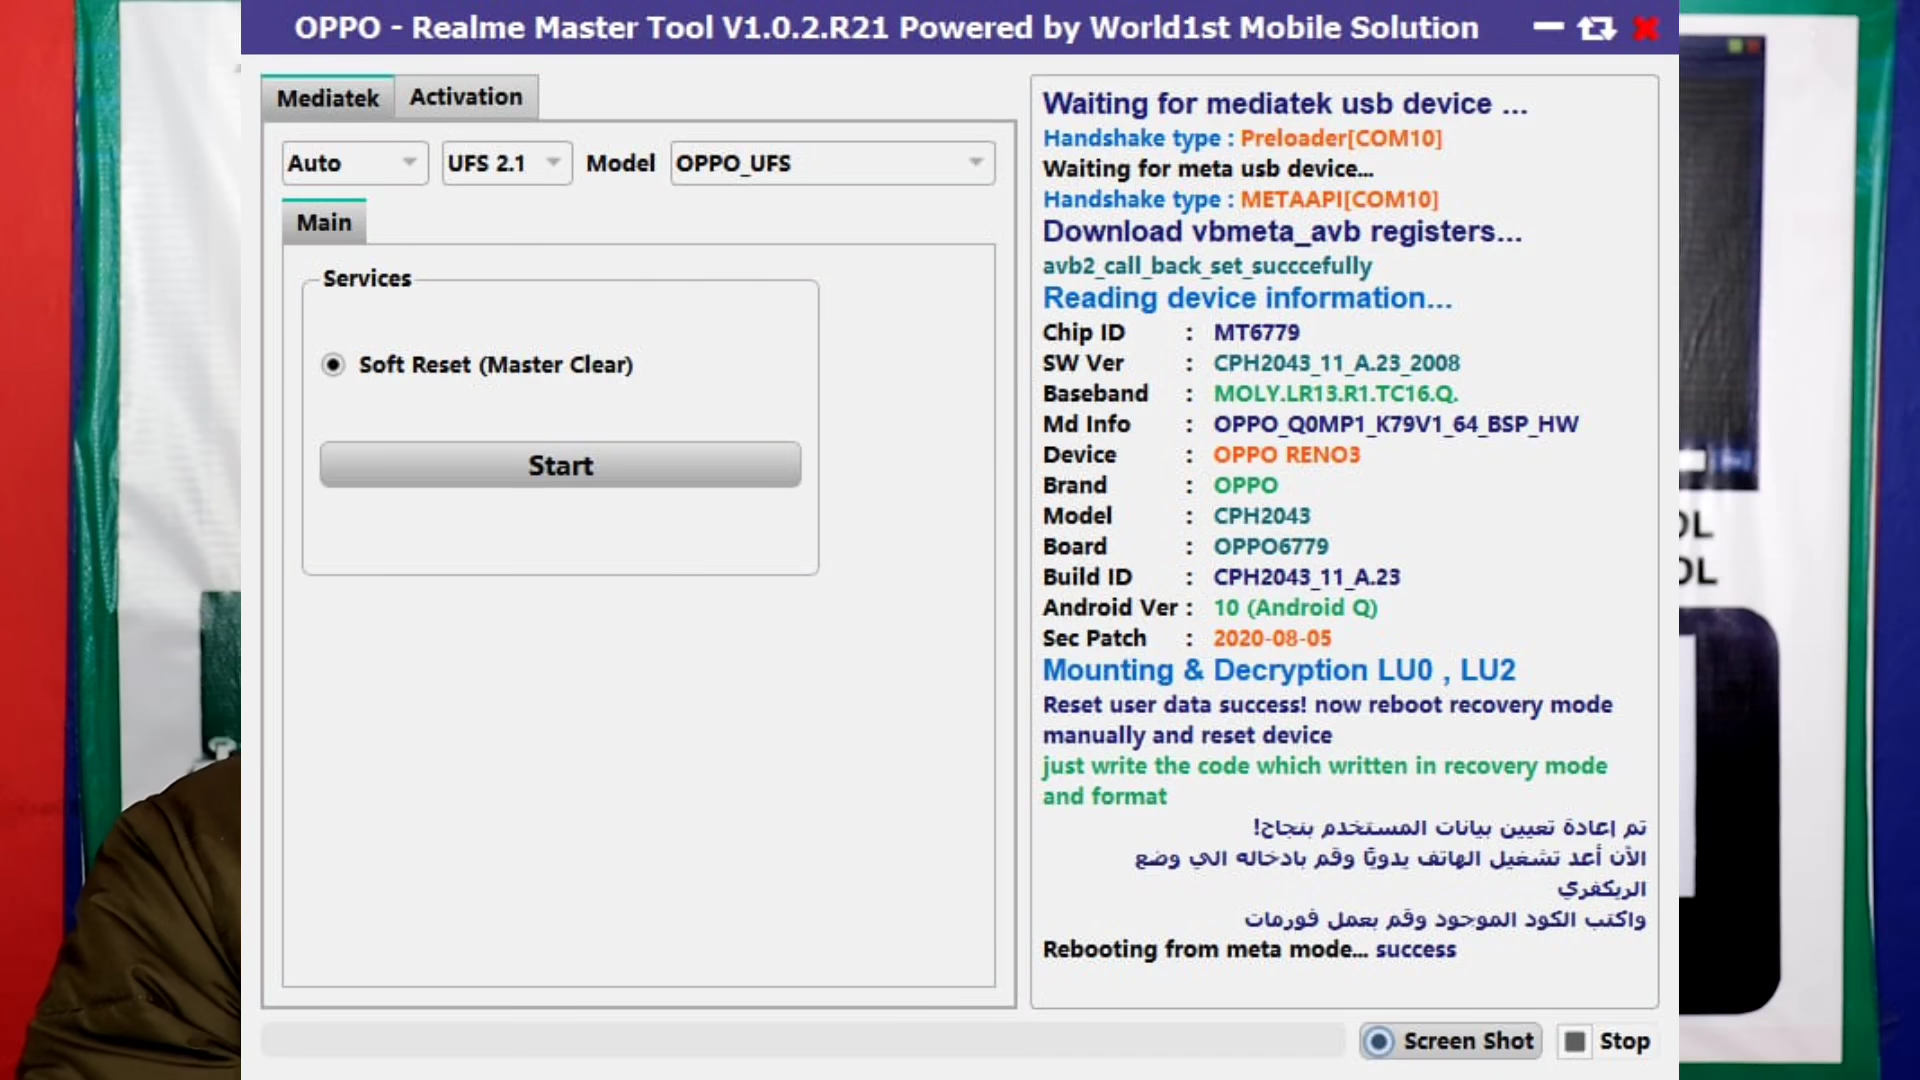 OPPO - Realme Master Tool V1.0.2.R21 Powered by World1st Mobile Solution
Mediatek
Activation
Auto
UFS 2.1
Model
OPPO_UFS
Main
Services
Soft Reset (Master Clear)
Start
Waiting for mediatek usb device ...
Handshake type : Preloader[COM10]
Waiting for meta usb device...
Handshake type : METAAPI[COM10]
Download vbmeta_avb registers...
avb2_call_back_set_succcefully
Reading device information...
Chip ID : MT6779
SW Ver : CPH2043_11_A.23_2008
Baseband : MOLY.LR13.R1.TC16.Q.
Md Info : OPPO_Q0MP1_K79V1_64_BSP_HW
Device : OPPO RENO3
Brand : OPPO
Model : CPH2043
Board : OPPO6779
Build ID : CPH2043_11_A.23
Android Ver : 10 (Android Q)
Sec Patch : 2020-08-05
Mounting & Decryption LU0 , LU2
Reset user data success! now reboot recovery mode
manually and reset device
just write the code which written in recovery mode
and format
تم إعادة تعيين بيانات المستخدم بنجاح!
الأن أعد تشغيل الهاتف يدويًا وقم بادخاله الي وضع
الريكفري
واكتب الكود الموجود وقم بعمل فورمات
Rebooting from meta mode... success
Screen Shot
Stop
OL
OL